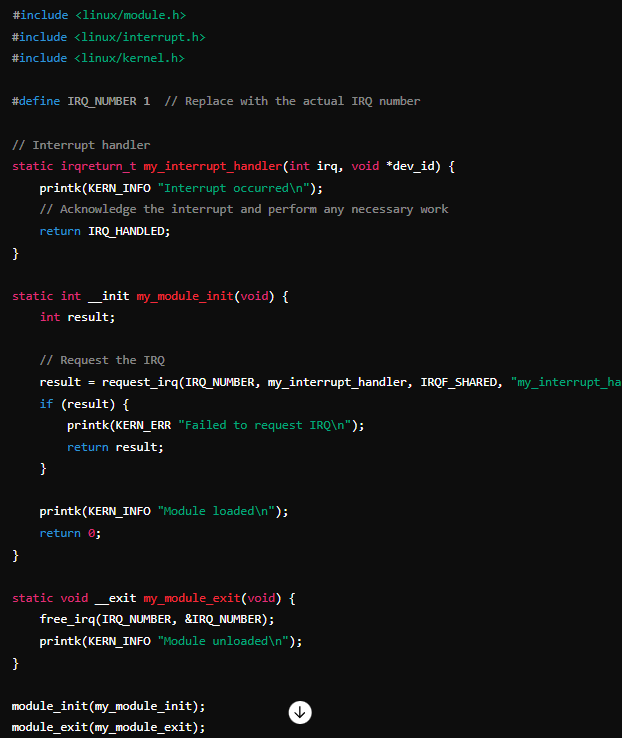 #include <linux/module.h>
#include <linux/interrupt.h>
#include <linux/kernel.h>

#define IRQ_NUMBER 1  // Replace with the actual IRQ number

// Interrupt handler
static irqreturn_t my_interrupt_handler(int irq, void *dev_id) {
    printk(KERN_INFO "Interrupt occurred\n");
    // Acknowledge the interrupt and perform any necessary work
    return IRQ_HANDLED;
}

static int __init my_module_init(void) {
    int result;

    // Request the IRQ
    result = request_irq(IRQ_NUMBER, my_interrupt_handler, IRQF_SHARED, "my_interrupt_ha
    if (result) {
        printk(KERN_ERR "Failed to request IRQ\n");
        return result;
    }

    printk(KERN_INFO "Module loaded\n");
    return 0;
}

static void __exit my_module_exit(void) {
    free_irq(IRQ_NUMBER, &IRQ_NUMBER);
    printk(KERN_INFO "Module unloaded\n");
}

module_init(my_module_init);
module_exit(my_module_exit);